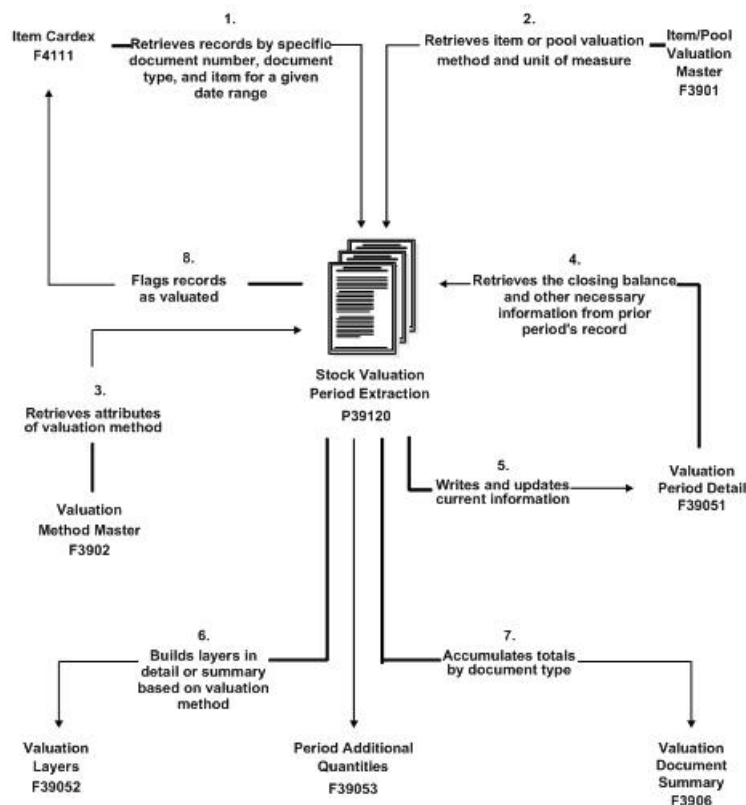 1.
Item Cardex
F4111
Retrieves records by specific
document number, document
type, and item for a given
date range
2.
Retrieves item or pool valuation
method and unit of measure
Item/Pool
Valuation
Master
F3901
8.
Flags records
as valuated
4.
Retrieves the closing balance
and other necessary
information from prior
period's record
3.
Retrieves attributes
of valuation method
Stock Valuation
Period Extraction
P39120
Valuation
Method Master
F3902
5.
Writes and updates
current information
Valuation
Period Detail
F39051
6.
Builds layers in
detail or summary
based on valuation
method
7.
Accumulates totals
by document type
Valuation
Layers
F39052
Period Additional
Quantities
F39053
Valuation
Document
Summary
F3906